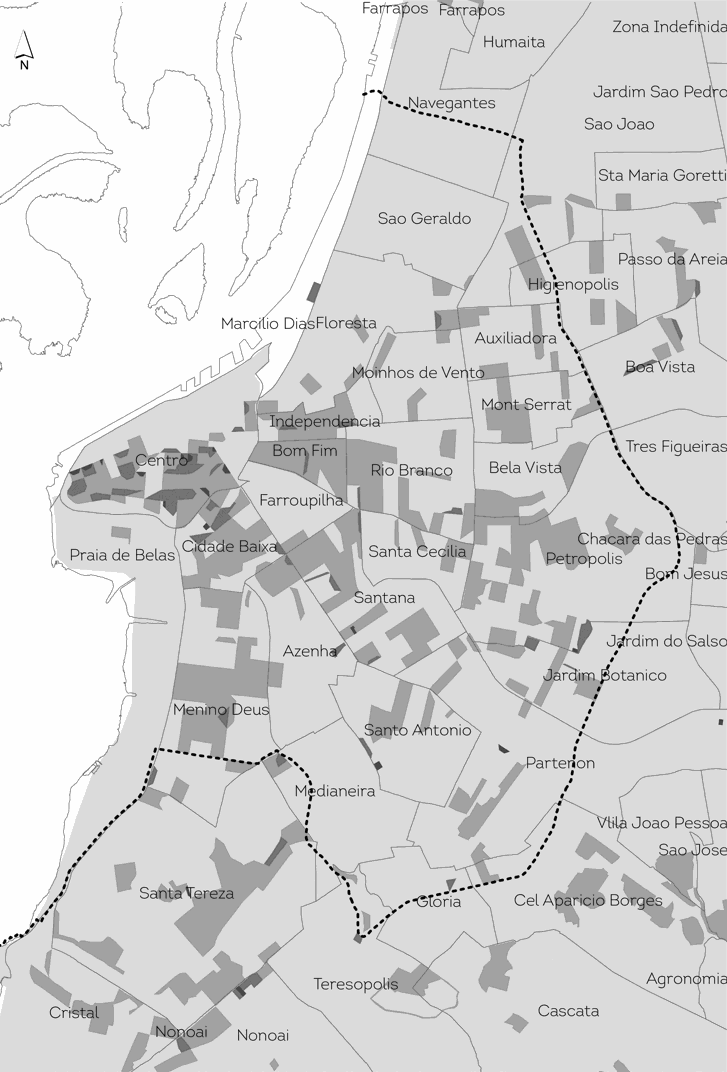 Farrapos
Farrapos
Zona Indefinida
Humaita
N
Jardim Sao Pedro
Navegantes
Sao Joao
Sta Maria Goretti
Sao Geraldo
Passo da Areia
Higienopolis
Marcilio Dias
Floresta
Auxiliadora
Boa Vista
Moinhos de Vento
Mont Serrat
Independencia
Tres Figueiras
Bom Fim
Centro
Rio Branco
Bela Vista
Farroupilha
Chacara das Pedras
Cidade Baixa
Santa Cecilia
Praia de Belas
Petropolis
Bom Jesus
Santana
Jardim do Salso
Azenha
Jardim Botanico
Menino Deus
Santo Antonio
Partenon
Medianeira
VIila Joao Pessoa
Sao Jose
Santa Tereza
Gloria
Cel Aparicio Borges
Agronomia
Teresopolis
Cristal
Cascata
Nonoai
Nonoai